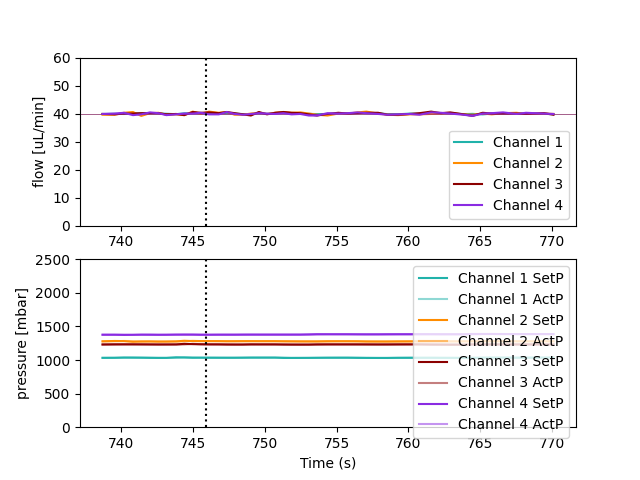 60
50
40
30
20
10
0
flow [uL/min]
Channel 1
Channel 2
Channel 3
Channel 4
740 745 750 755 760 765 770
2500
2000
1500
1000
500
0
pressure [mbar]
Channel 1 SetP
Channel 1 ActP
Channel 2 SetP
Channel 2 ActP
Channel 3 SetP
Channel 3 ActP
Channel 4 SetP
Channel 4 ActP
740 745 750 755 760 765 770
Time (s)